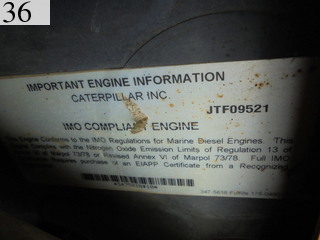 36
IMPORTANT ENGINE INFORMATION
CATERPILLAR INC.
JTF09521
IMO COMPLIANT ENGINE
Engine Conforms to the IMO Regulations for Marine Diesel Engines. This
Engine Complies with the Nitrogen Oxide Emission Limits of Regulation 13 of
of Marpol 73/78 or Revised Annex VI of Marpol 73/78. Full IMO
purchase of an EIAPP Certificate from a Recognized